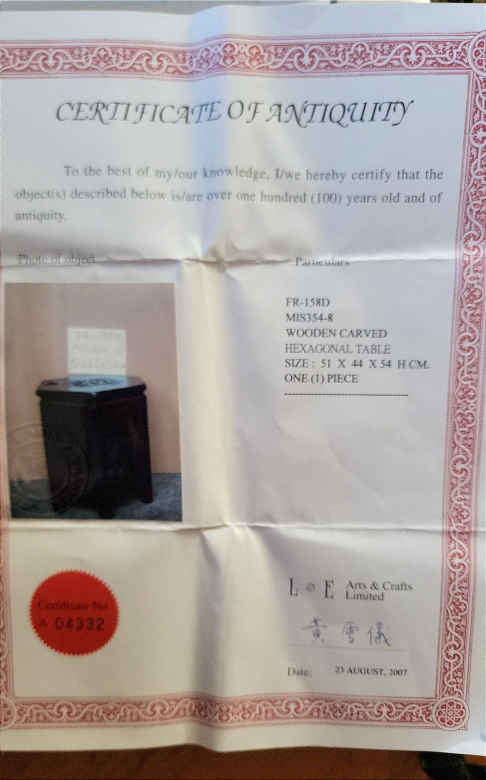 CERTIFICATE OF ANTIQUITY
To the best of my/our knowledge, I/we hereby certify that the
object(s) described below is/are over one hundred (100) years old and of
antiquity.
Photo of object
Particulars
FR-158D
MIS354-8
WOODEN CARVED
HEXAGONAL TABLE
SIZE : 51 X 44 X 54 H CM.
ONE (1) PIECE
L & E Arts & Crafts
Limited
黄雪儀
Date: 23 AUGUST, 2007
Certificate No.
A 04332